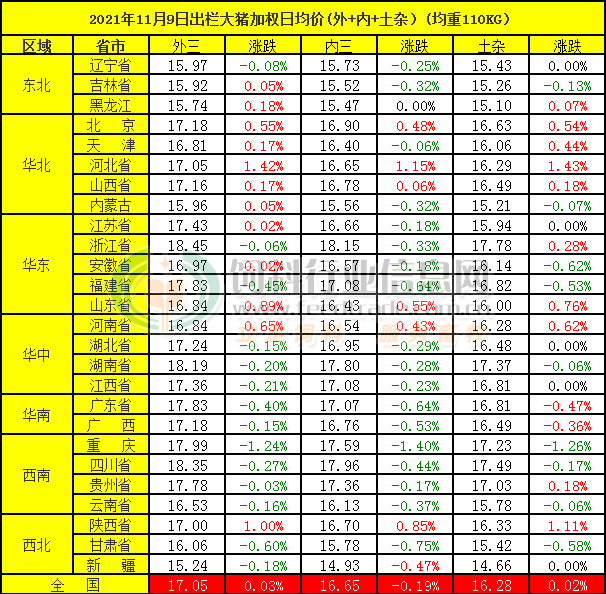 2021年11月9日出栏大猪加权日均价(外+内+土杂）(均重110KG）
区域 省市 外三 涨跌 内三 涨跌 土杂 涨跌
东北 辽宁省 15.97 -0.08% 15.73 -0.25% 15.43 0.00%
吉林省 15.92 0.05% 15.52 -0.32% 15.26 -0.13%
黑龙江 15.74 0.18% 15.47 0.00% 15.10 0.07%
华北 北 京 17.18 0.55% 16.90 0.48% 16.63 0.54%
天 津 16.81 0.17% 16.40 -0.06% 16.06 0.44%
河北省 17.05 1.42% 16.65 1.15% 16.29 1.43%
山西省 17.16 0.17% 16.78 0.06% 16.49 0.18%
内蒙古 15.96 0.05% 15.56 -0.32% 15.21 -0.07%
华东 江苏省 17.43 0.02% 16.66 -0.18% 15.94 0.00%
浙江省 18.45 -0.06% 18.15 -0.33% 17.78 0.28%
安徽省 16.97 0.02% 16.57 16.14 -0.62%
福建省 17.83 -0.45% 17.08 -0.64% 16.82 -0.53%
山东省 16.84 0.89% 16.43 0.55% 16.00 0.76%
华中 河南省 16.84 0.65% 16.54 0.43% 16.28 0.62%
湖北省 17.24 -0.15% 16.95 -0.29% 16.48 0.00%
湖南省 18.19 -0.20% 17.80 -0.28% 17.37 -0.06%
江西省 17.36 -0.21% 17.08 -0.23% 16.81 0.00%
华南 广东省 17.83 -0.40% 17.07 -0.64% 16.81 -0.47%
广 西 17.18 -0.15% 16.76 -0.53% 16.49 -0.36%
西南 重 庆 17.99 -1.24% 17.59 -1.40% 17.23 -1.26%
四川省 18.35 -0.27% 17.96 -0.44% 17.49 -0.17%
贵州省 17.78 -0.03% 17.36 -0.17% 17.03 0.18%
云南省 16.53 -0.16% 16.13 -0.37% 15.78 -0.06%
西北 陕西省 17.00 1.00% 16.70 0.85% 16.33 1.11%
甘肃省 16.06 -0.60% 15.78 -0.75% 15.42 -0.58%
新 疆 15.24 -0.18% 14.93 -0.47% 14.66 0.00%
全 国 17.05 0.03% 16.65 -0.19% 16.28 0.02%
饲料行业信息网